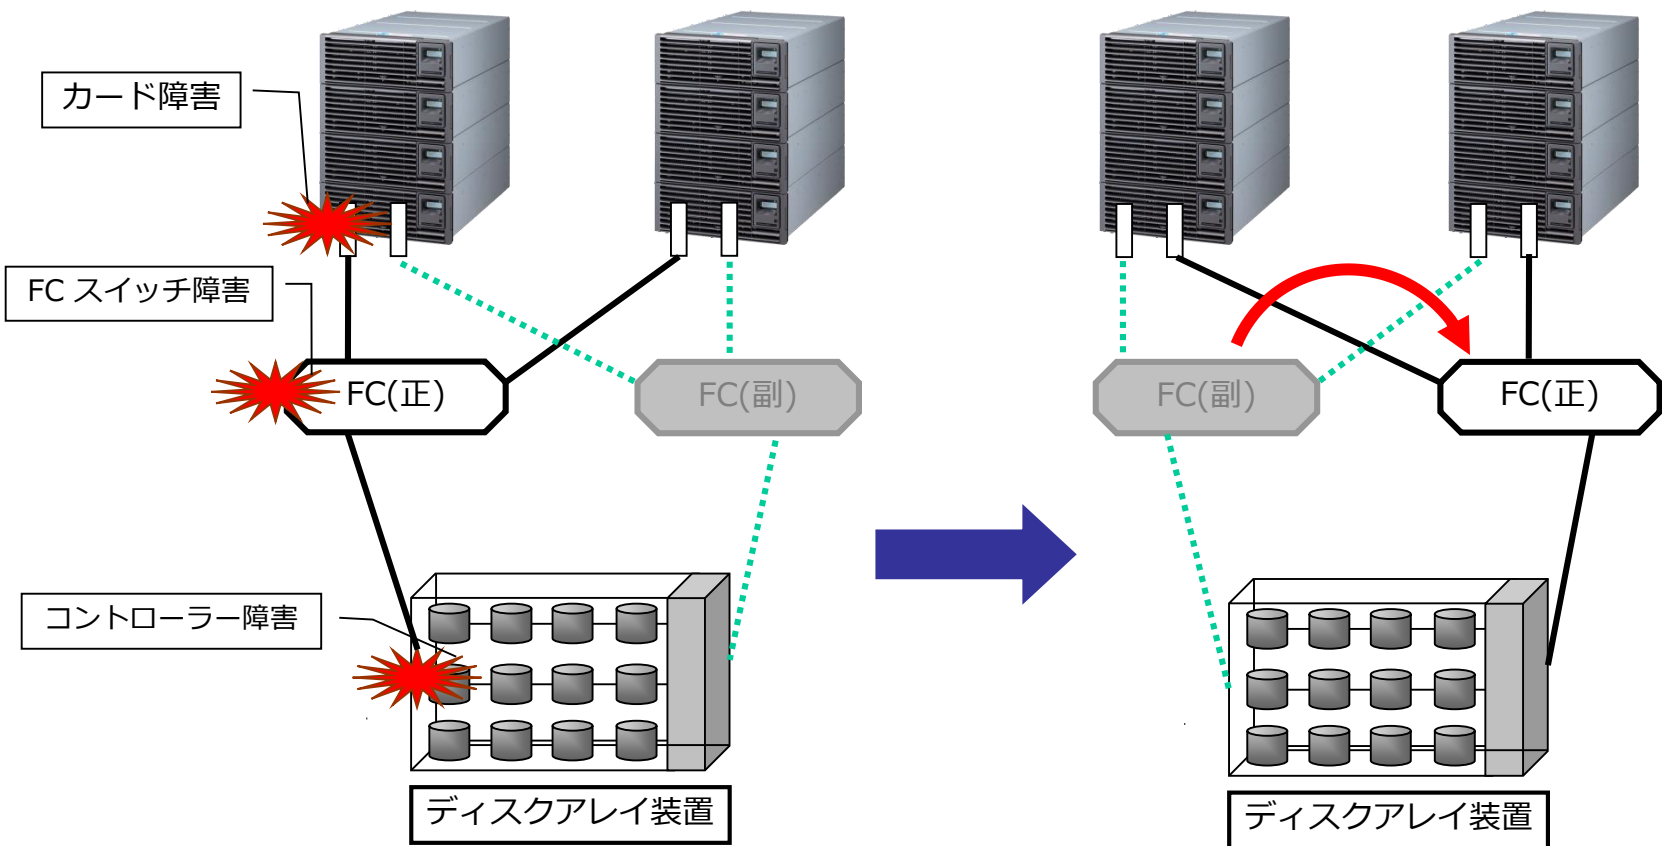 カード障害
FC スイッチ障害
FC(正)
FC(副)
FC(副)
FC(正)
コントローラー障害
ディスクアレイ装置
ディスクアレイ装置